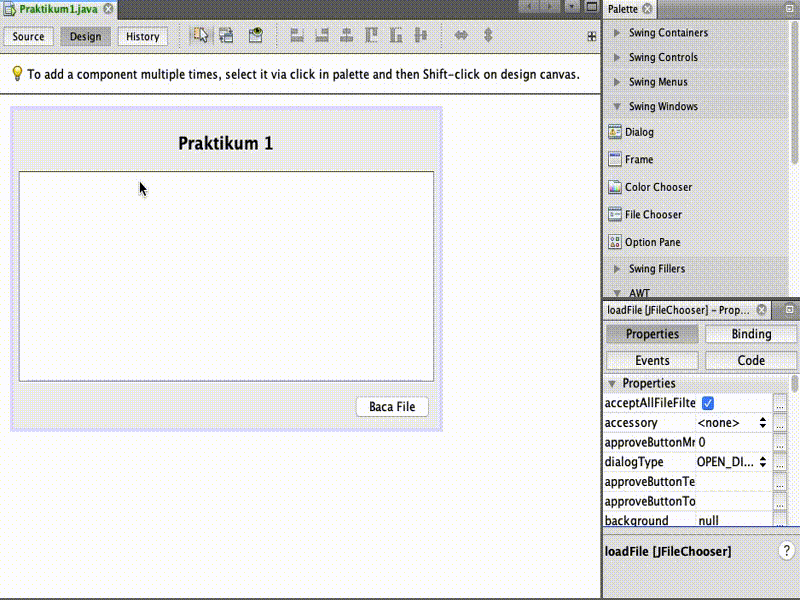 Praktikum1.java
Source Design History
To add a component multiple times, select it via click in palette and then Shift-click on design canvas.
Praktikum 1
Baca File
Palette
Swing Containers
Swing Controls
Swing Menus
Swing Windows
Dialog
Frame
Color Chooser
File Chooser
Option Pane
Swing Fillers
AWT
loadFile [JFileChooser] – Prop...
Properties Binding
Events Code
Properties
acceptAllFileFilte
accessory <none>
approveButtonMr 0
dialogType OPEN_DI...
approveButtonTe
approveButtonTo
background null
loadFile [JFileChooser]
?